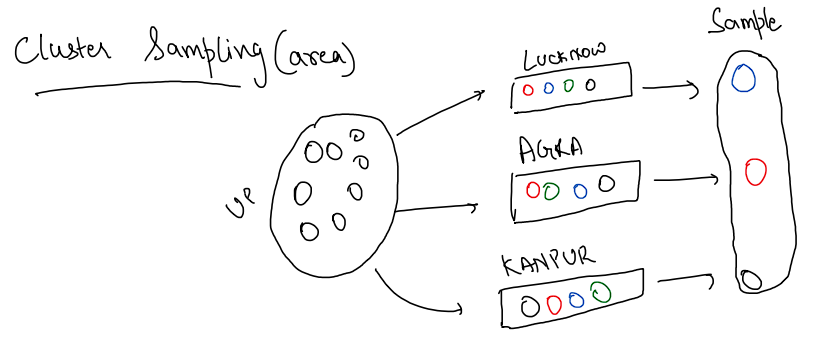 Cluster Sampling (area)
Sample
LUCKNOW
AGRA
UP
KANPUR